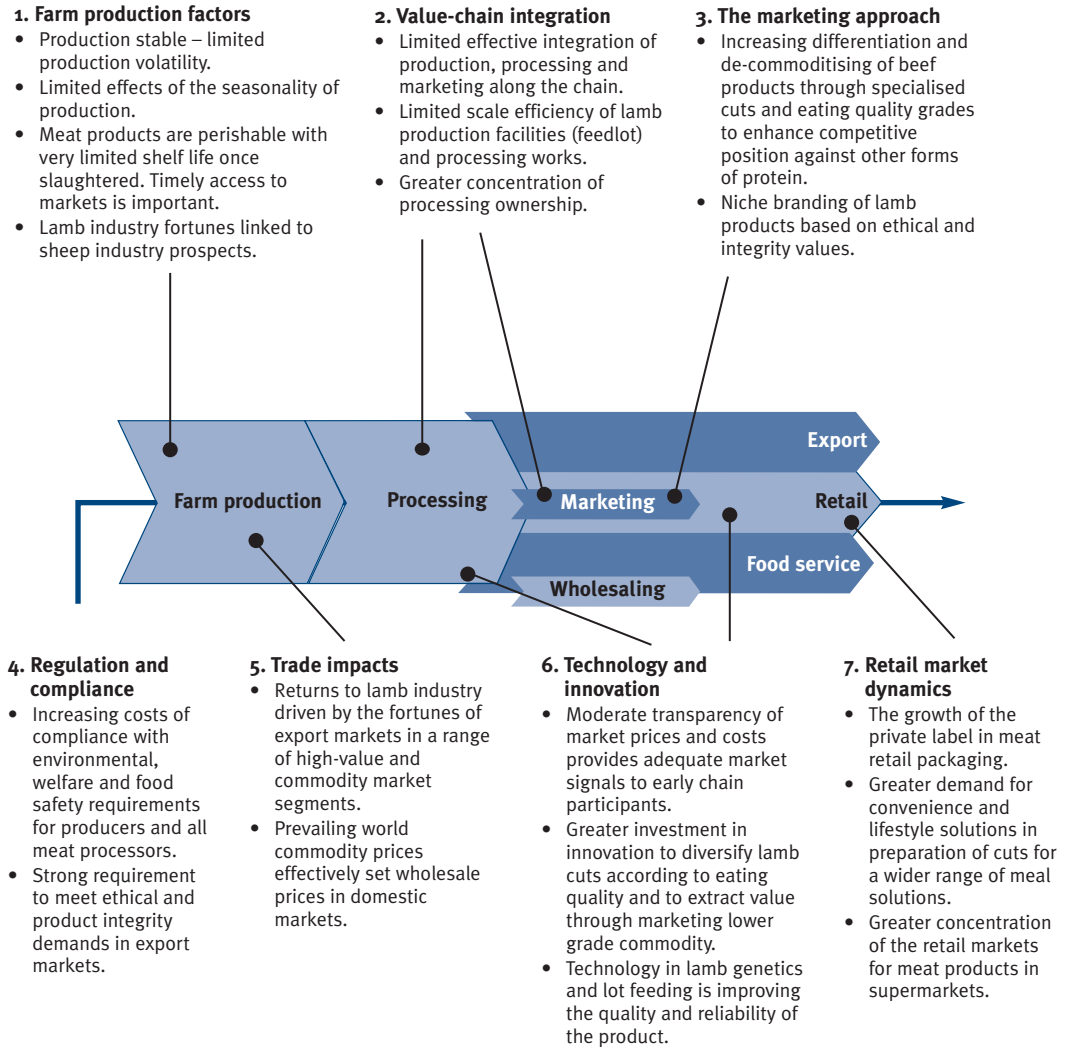 1. Farm production factors
• Production stable – limited
production volatility.
• Limited effects of the seasonality of
production.
• Meat products are perishable with
very limited shelf life once
slaughtered. Timely access to
markets is important.
• Lamb industry fortunes linked to
sheep industry prospects.
2. Value-chain integration
• Limited effective integration of
production, processing and
marketing along the chain.
• Limited scale efficiency of lamb
production facilities (feedlot)
and processing works.
• Greater concentration of
processing ownership.
3. The marketing approach
• Increasing differentiation and
de-commoditising of beef
products through specialised
cuts and eating quality grades
to enhance competitive
position against other forms
of protein.
• Niche branding of lamb
products based on ethical and
integrity values.
Export
Farm production
Processing
Marketing
Retail
Food service
Wholesaling
4. Regulation and
compliance
• Increasing costs of
compliance with
environmental,
welfare and food
safety requirements
for producers and all
meat processors.
• Strong requirement
to meet ethical and
product integrity
demands in export
markets.
5. Trade impacts
• Returns to lamb industry
driven by the fortunes of
export markets in a range
of high-value and
commodity market
segments.
• Prevailing world
commodity prices
effectively set wholesale
prices in domestic
markets.
6. Technology and
innovation
• Moderate transparency of
market prices and costs
provides adequate market
signals to early chain
participants.
• Greater investment in
innovation to diversify lamb
cuts according to eating
quality and to extract value
through marketing lower
grade commodity.
• Technology in lamb genetics
and lot feeding is improving
the quality and reliability of
the product.
7. Retail market
dynamics
• The growth of the
private label in meat
retail packaging.
• Greater demand for
convenience and
lifestyle solutions in
preparation of cuts for
a wider range of meal
solutions.
• Greater concentration
of the retail markets
for meat products in
supermarkets.